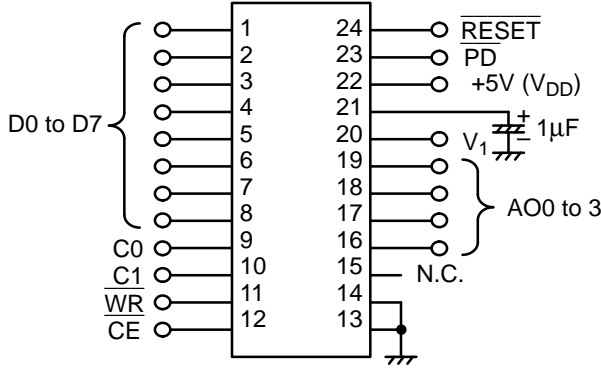 1 24 RESET
2 23 PD
3 22 +5V (VDD)
4 21 + 1µF −
D0 to D7 5 20 V1
6 19
7 18 AO0 to 3
8 17
C0 9 16
C1 10 15 N.C.
WR 11 14
CE 12 13